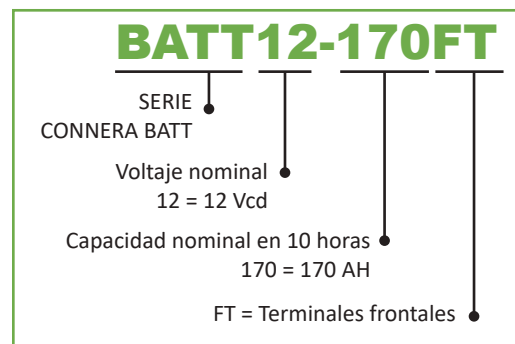 BATT12-170FT
SERIE
CONNERA BATT
Voltaje nominal
12 = 12 Vcd
Capacidad nominal en 10 horas
170 = 170 AH
FT = Terminales frontales